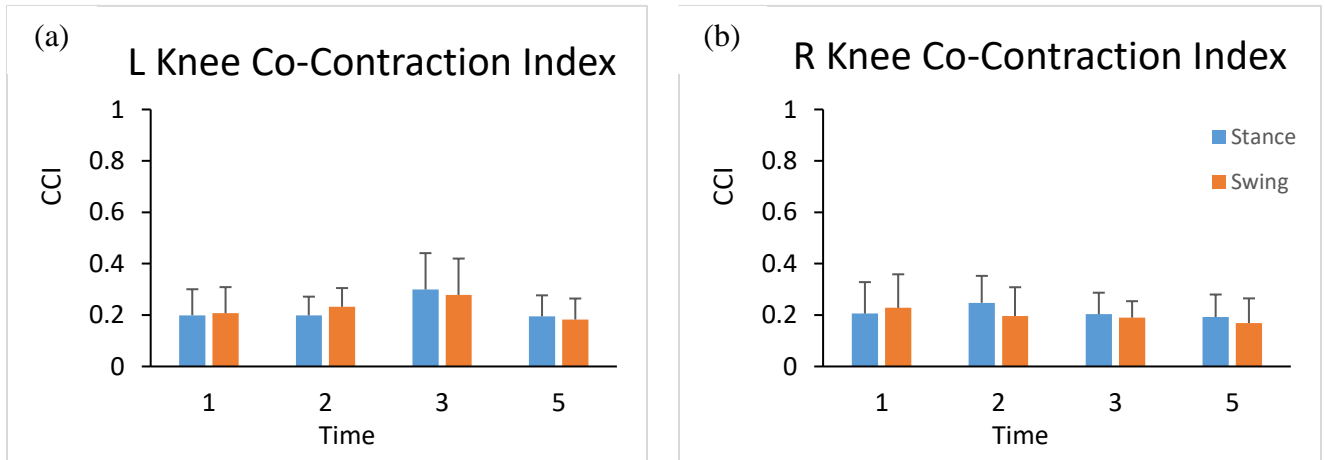 (a)
L Knee Co-Contraction Index
1
0.8
0.6
0.4
0.2
0
CCI
1 2 3 5
Time
(b)
R Knee Co-Contraction Index
1
0.8
0.6
0.4
0.2
0
CCI
Stance
Swing
1 2 3 5
Time